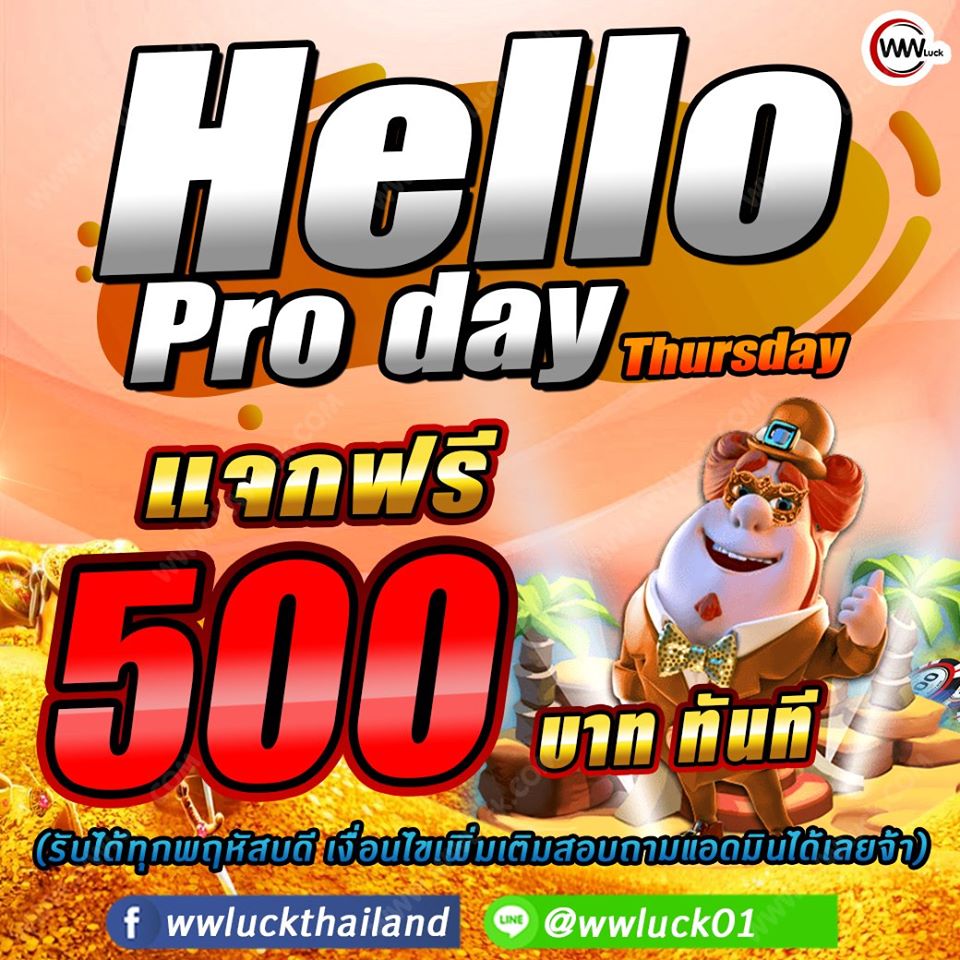 WW Luck
Hello
Pro day Thursday
แจกฟรี
500
บาท ทันที
(รับได้ทุกพฤหัสบดี เงื่อนไขเพิ่มเติมสอบถามแอดมินได้เลยจ้า)
f wwluckthailand
LINE @wwluck01